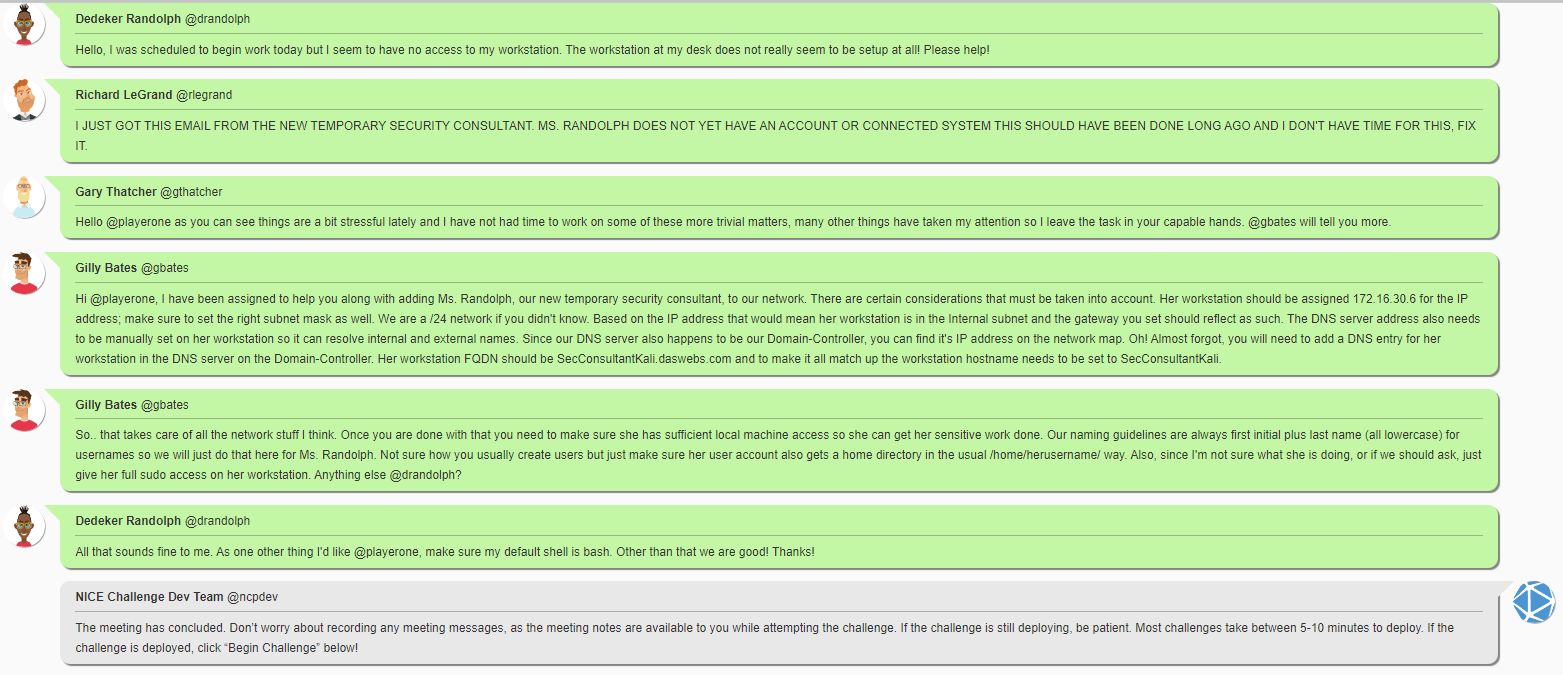 Dedeker Randolph @drandolph
Hello, I was scheduled to begin work today but I seem to have no access to my workstation. The workstation at my desk does not really seem to be setup at all! Please help!
Richard LeGrand @rlegrand
I JUST GOT THIS EMAIL FROM THE NEW TEMPORARY SECURITY CONSULTANT. MS. RANDOLPH DOES NOT YET HAVE AN ACCOUNT OR CONNECTED SYSTEM THIS SHOULD HAVE BEEN DONE LONG AGO AND I DON'T HAVE TIME FOR THIS, FIX
IT.
Gary Thatcher @gthatcher
Hello @playerone as you can see things are a bit stressful lately and I have not had time to work on some of these more trivial matters, many other things have taken my attention so I leave the task in your capable hands. @gbates will tell you more.
Gilly Bates @gbates
Hi @playerone, I have been assigned to help you along with adding Ms. Randolph, our new temporary security consultant, to our network. There are certain considerations that must be taken into account. Her workstation should be assigned 172.16.30.6 for the IP
address; make sure to set the right subnet mask as well. We are a /24 network if you didn't know. Based on the IP address that would mean her workstation is in the Internal subnet and the gateway you set should reflect as such. The DNS server address also needs
to be manually set on her workstation so it can resolve internal and external names. Since our DNS server also happens to be our Domain-Controller, you can find it's IP address on the network map. Oh! Almost forgot, you will need to add a DNS entry for her
workstation in the DNS server on the Domain-Controller. Her workstation FQDN should be SecConsultantKali.daswebs.com and to make it all match up the workstation hostname needs to be set to SecConsultantKali.
Gilly Bates @gbates
So.. that takes care of all the network stuff I think. Once you are done with that you need to make sure she has sufficient local machine access so she can get her sensitive work done. Our naming guidelines are always first initial plus last name (all lowercase) for
usernames so we will just do that here for Ms. Randolph. Not sure how you usually create users but just make sure her user account also gets a home directory in the usual /home/herusername/ way. Also, since I'm not sure what she is doing, or if we should ask, just
give her full sudo access on her workstation. Anything else @drandolph?
Dedeker Randolph @drandolph
All that sounds fine to me. As one other thing I'd like @playerone, make sure my default shell is bash. Other than that we are good! Thanks!
NICE Challenge Dev Team @ncpdev
The meeting has concluded. Don’t worry about recording any meeting messages, as the meeting notes are available to you while attempting the challenge. If the challenge is still deploying, be patient. Most challenges take between 5-10 minutes to deploy. If the
challenge is deployed, click “Begin Challenge” below!